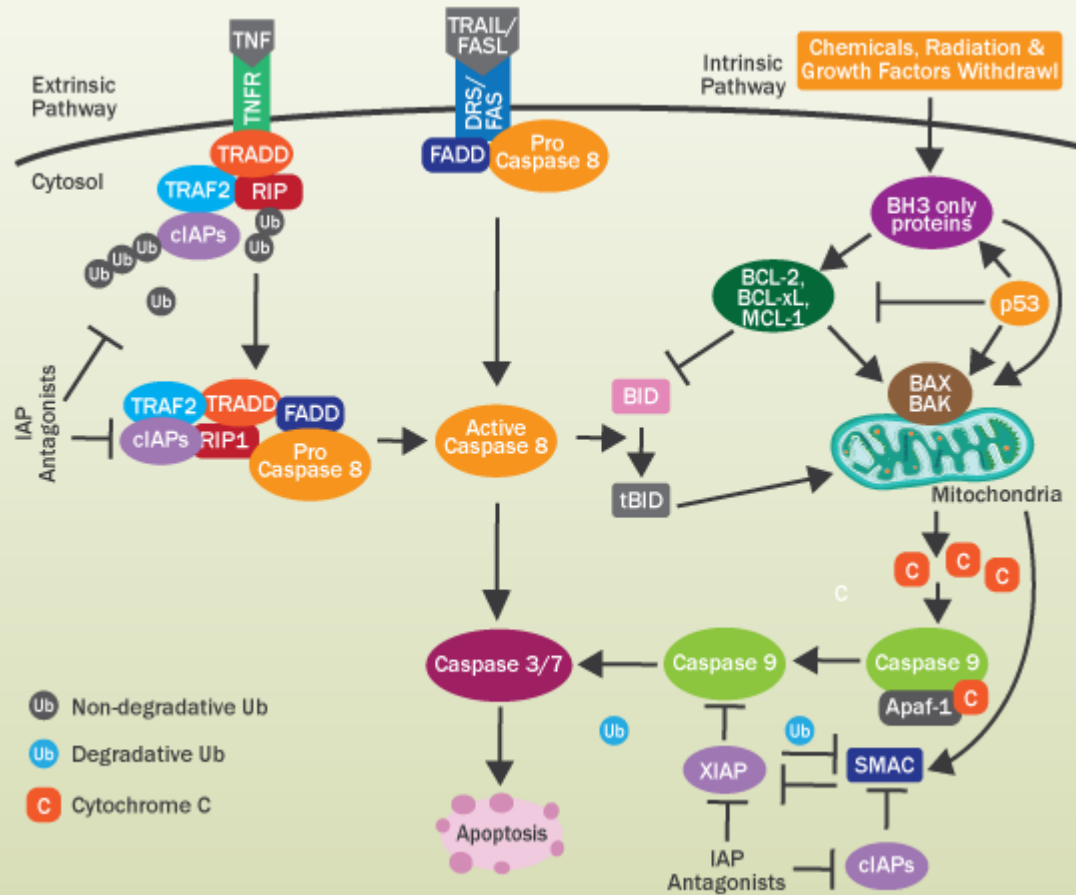 TNF
TNFR
TRAIL/
FASL
DRS/
FAS
Extrinsic
Pathway
Intrinsic
Pathway
Chemicals, Radiation &
Growth Factors Withdrawl
Cytosol
TRADD
TRAF2
RIP
cIAPs
Ub
Ub
Ub
Ub
Ub
Ub
FADD
Pro
Caspase 8
BH3 only
proteins
BCL-2,
BCL-xL,
MCL-1
p53
IAP
Antagonists
TRAF2
TRADD
FADD
cIAPs
RIP1
Pro
Caspase 8
Active
Caspase 8
BID
tBID
BAX
BAK
Mitochondria
C
C
C
C
Caspase 3/7
Caspase 9
Caspase 9
Apaf-1
C
Ub
Ub
XIAP
SMAC
cIAPs
IAP
Antagonists
Apoptosis
Ub Non-degradative Ub
Ub Degradative Ub
C Cytochrome C